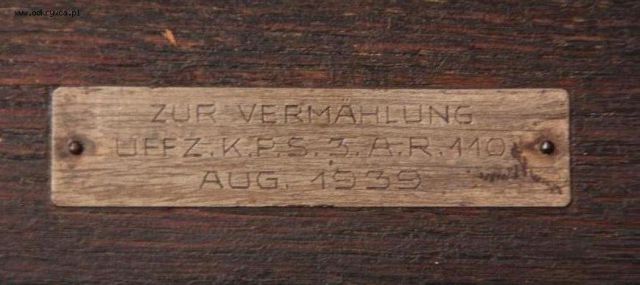 www.odkrywca.pl
ZUR VERMÄHLUNG
UFFZ.K.P.S. 3. A.R.110
AUG. 1939